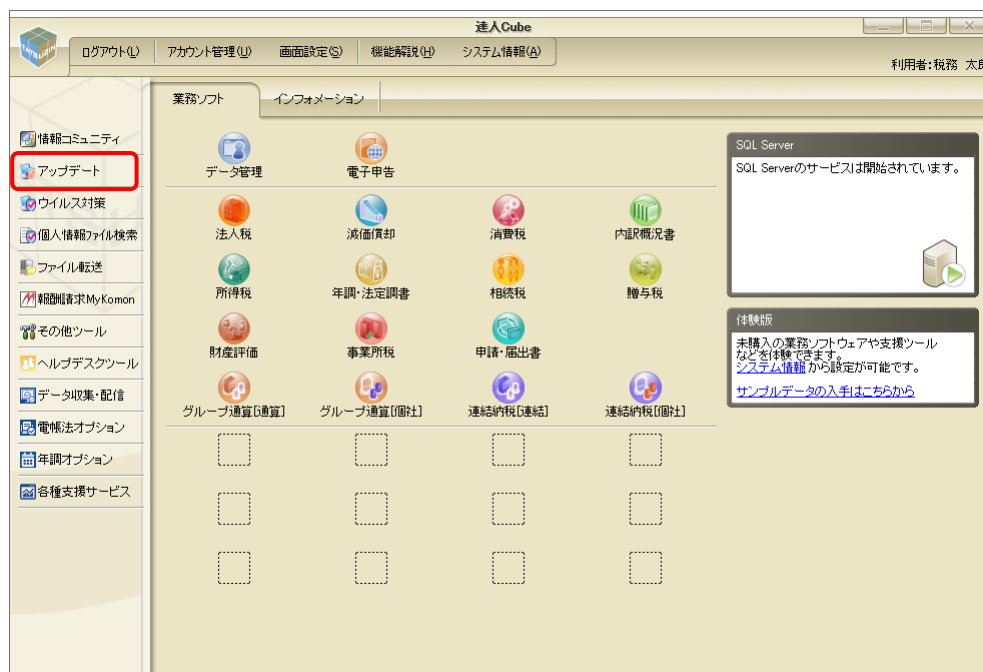 達人Cube
TATSUZIN
ログアウト(L)
アカウント管理(U)
画面設定(S)
機能解説(H)
システム情報(A)
利用者:税務 太郎
業務ソフト
インフォメーション
情報コミュニティ
アップデート
ウイルス対策
個人情報ファイル検索
ファイル転送
報酬請求MyKomon
その他ツール
ヘルプデスクツール
データ収集・配信
電帳法オプション
年調オプション
各種支援サービス
データ管理
電子申告
法人税
減価償却
消費税
内訳概況書
所得税
年調・法定調書
相続税
贈与税
財産評価
事業所税
申請・届出書
グループ通算[通算]
グループ通算[個社]
連結納税[連結]
連結納税[個社]
SQL Server
SQL Serverのサービスは開始されています。
体験版
未購入の業務ソフトウェアや支援ツール
などを体験できます。
システム情報 から設定が可能です。
サンプルデータの入手はこちらから